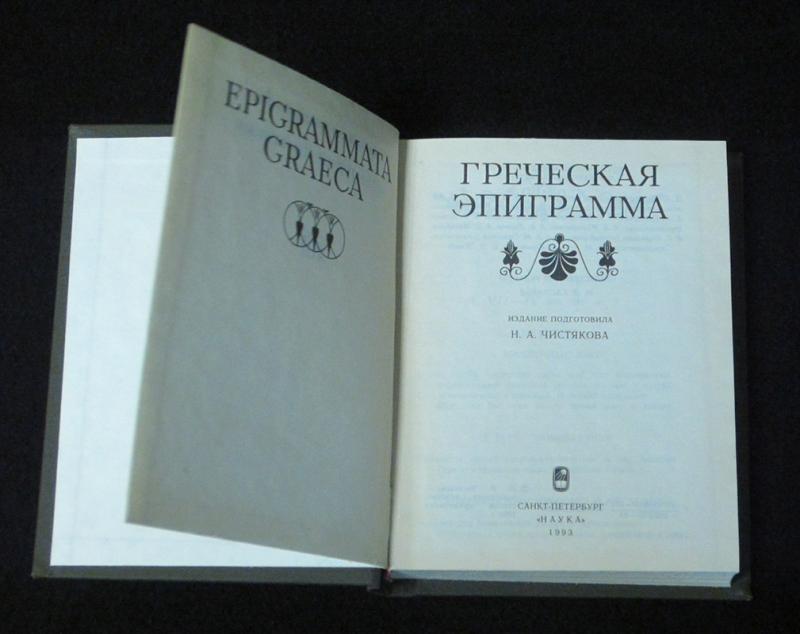 EPIGRAMMATA
GRAECA
ГРЕЧЕСКАЯ
ЭПИГРАММА
ИЗДАНИЕ ПОДГОТОВИЛА
Н. А. ЧИСТЯКОВА
САНКТ-ПЕТЕРБУРГ
«НАУКА»
1993